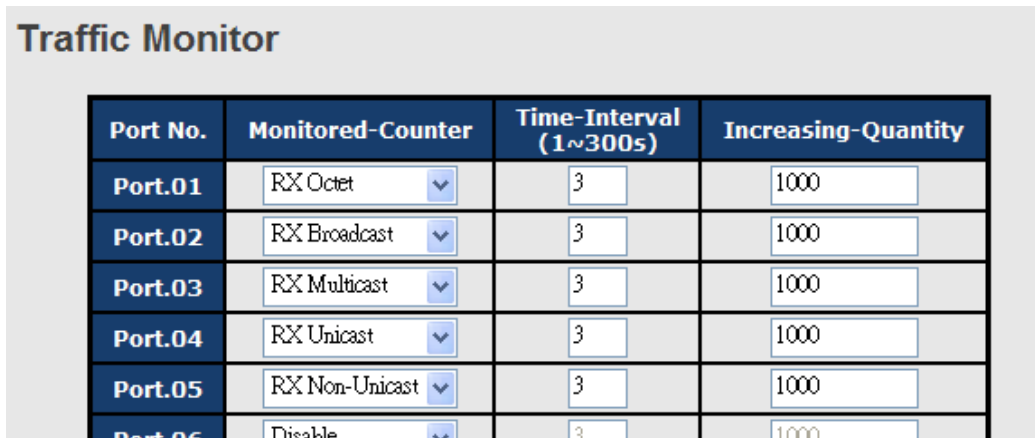 Traffic Monitor
Port No. Monitored-Counter Time-Interval (1~300s) Increasing-Quantity
Port.01 RX Octet 3 1000
Port.02 RX Broadcast 3 1000
Port.03 RX Multicast 3 1000
Port.04 RX Unicast 3 1000
Port.05 RX Non-Unicast 3 1000
Port.06 Disable 3 1000